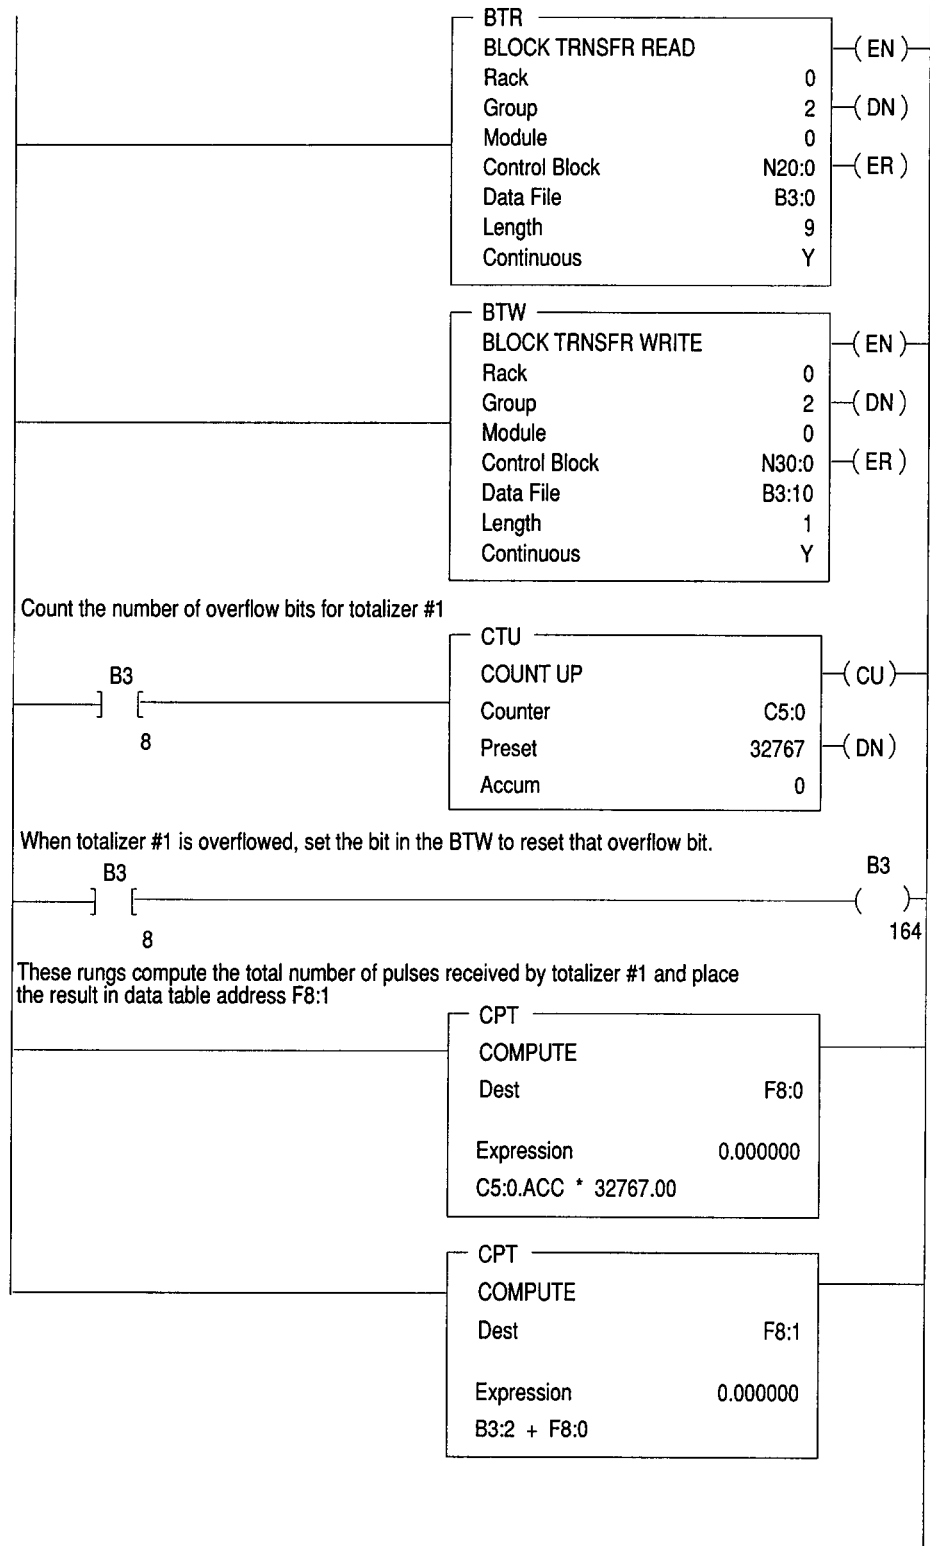 BTR
BLOCK TRNSFR READ
(EN)
Rack 0
Group 2
(DN)
Module 0
Control Block N20:0
(ER)
Data File B3:0
Length 9
Continuous Y
BTW
BLOCK TRNSFR WRITE
(EN)
Rack 0
Group 2
(DN)
Module 0
Control Block N30:0
(ER)
Data File B3:10
Length 1
Continuous Y
Count the number of overflow bits for totalizer #1
CTU
B3
COUNT UP
(CU)
Counter C5:0
8
Preset 32767
(DN)
Accum 0
When totalizer #1 is overflowed, set the bit in the BTW to reset that overflow bit.
B3
B3
8
164
These rungs compute the total number of pulses received by totalizer #1 and place
the result in data table address F8:1
CPT
COMPUTE
Dest F8:0
Expression 0.000000
C5:0.ACC * 32767.00
CPT
COMPUTE
Dest F8:1
Expression 0.000000
B3:2 + F8:0